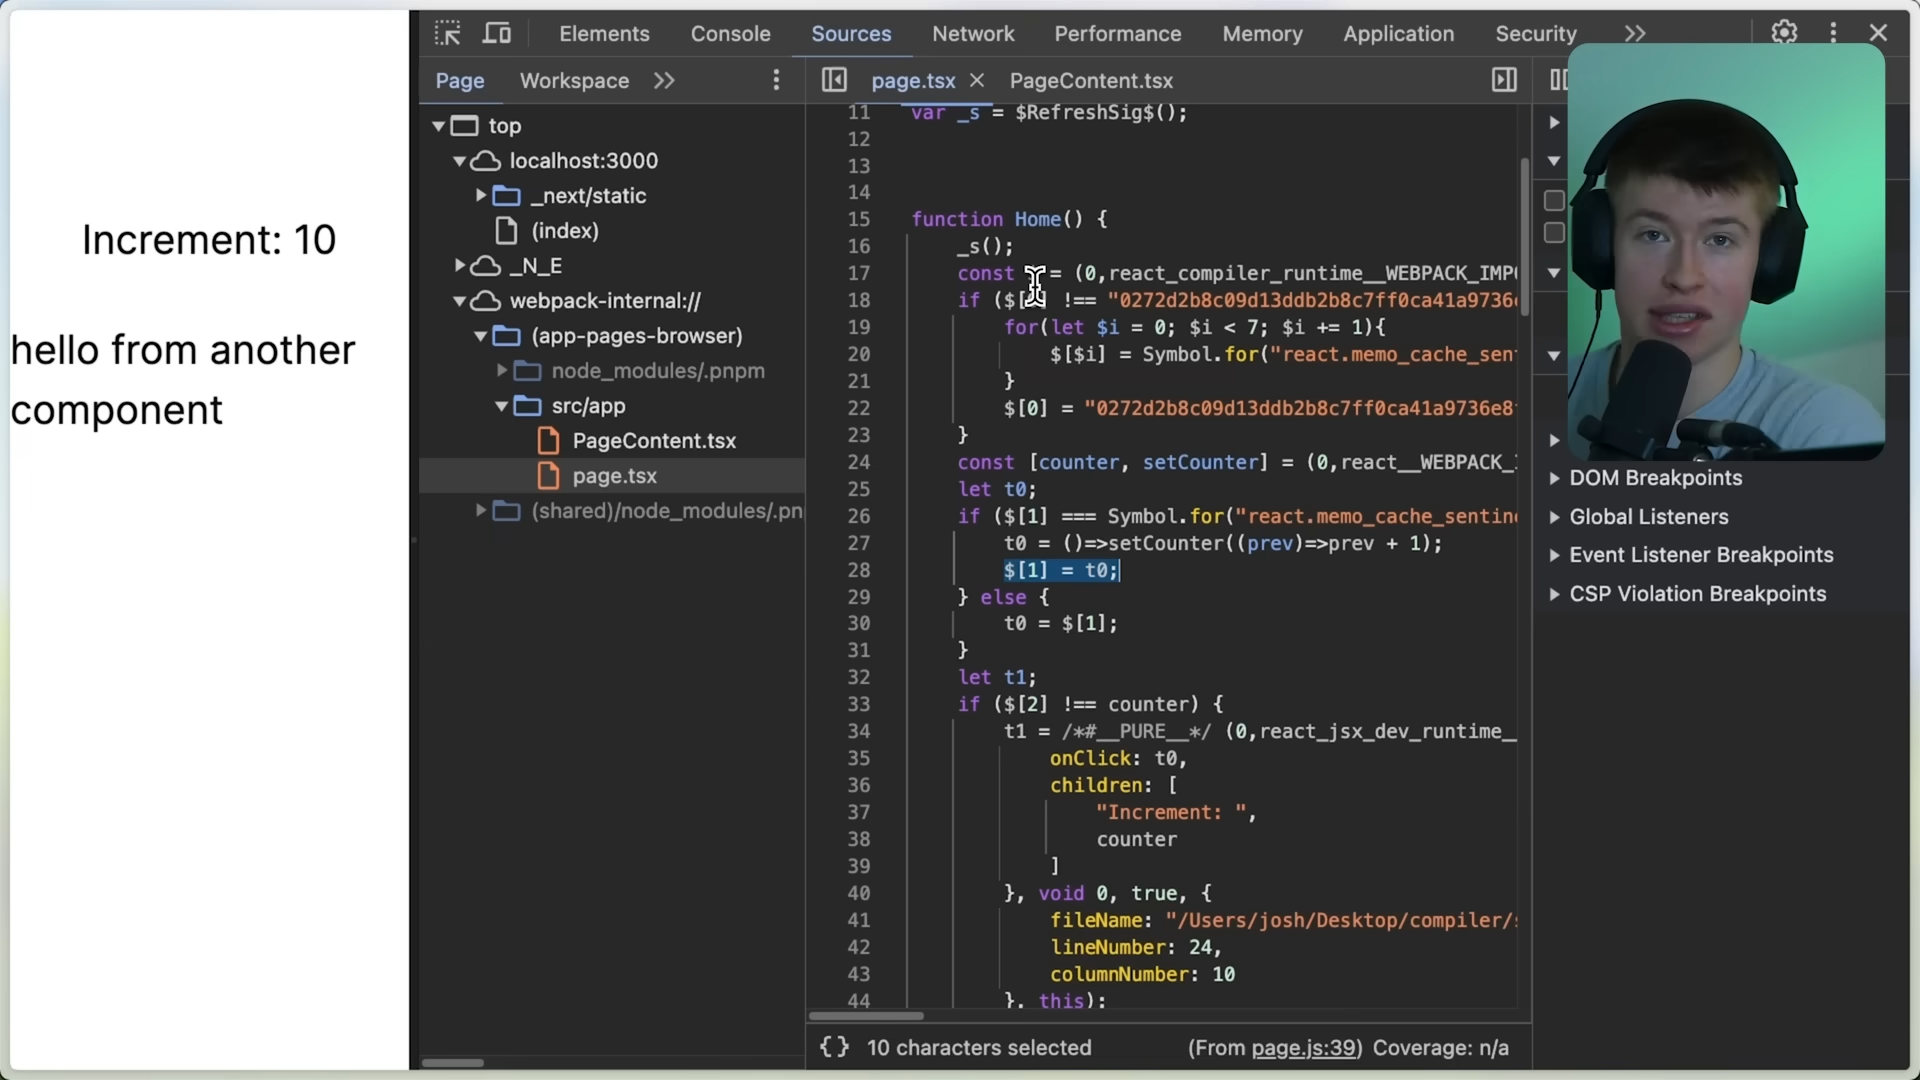 Increment: 10
hello from another
component
Elements
Console
Sources
Network
Performance
Memory
Application
Security
Page
Workspace
page.tsx
PageContent.tsx
top
localhost:3000
_next/static
(index)
_N_E
webpack-internal://
(app-pages-browser)
node_modules/.pnpm
src/app
PageContent.tsx
page.tsx
(shared)/node_modules/.pn
11 var _s = $RefreshSig$();
12
13
14
15 function Home() {
16 _s();
17 const = (0,react_compiler_runtime__WEBPACK_IMPO
18 if ($[ !== "0272d2b8c09d13ddb2b8c7ff0ca41a9736e
19 for(let $i = 0; $i < 7; $i += 1){
20 $[$i] = Symbol.for("react.memo_cache_sent
21 }
22 $[0] = "0272d2b8c09d13ddb2b8c7ff0ca41a9736e8
23 }
24 const [counter, setCounter] = (0,react__WEBPACK_I
25 let t0;
26 if ($[1] === Symbol.for("react.memo_cache_sentine
27 t0 = ()=>setCounter((prev)=>prev + 1);
28 $[1] = t0;
29 } else {
30 t0 = $[1];
31 }
32 let t1;
33 if ($[2] !== counter) {
34 t1 = /*#__PURE__*/ (0,react_jsx_dev_runtime_
35 onClick: t0,
36 children: [
37 "Increment: ",
38 counter
39 ]
40 }, void 0, true, {
41 fileName: "/Users/josh/Desktop/compiler/s
42 lineNumber: 24,
43 columnNumber: 10
44 }, this);
{} 10 characters selected
(From page.js:39) Coverage: n/a
DOM Breakpoints
Global Listeners
Event Listener Breakpoints
CSP Violation Breakpoints